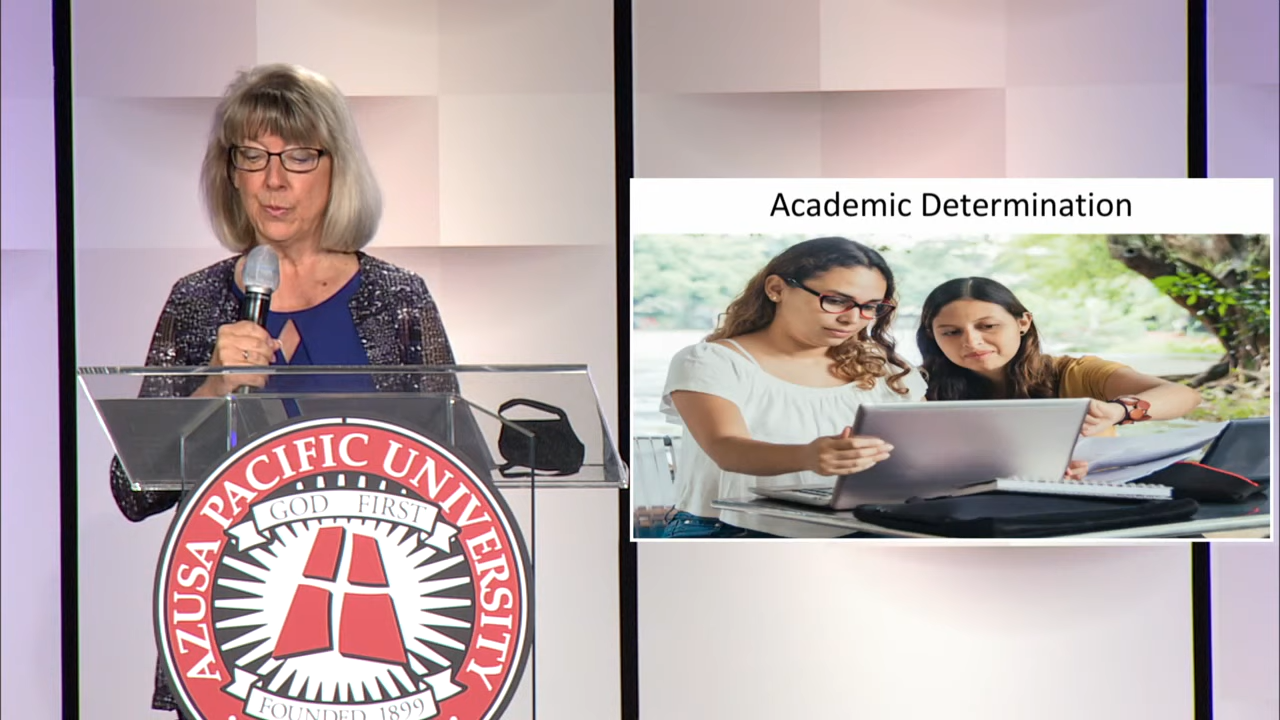 Academic Determination
AZUSA PACIFIC UNIVERSITY
GOD FIRST
FOUNDED 1899